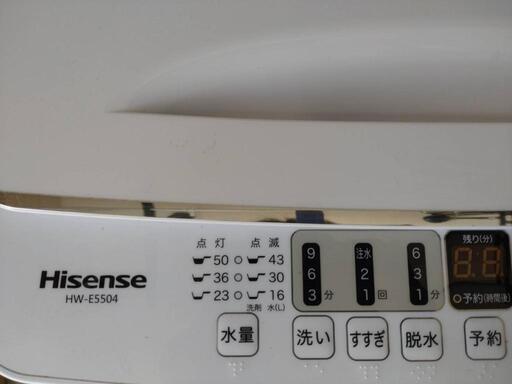 Hisense
HW-E5504
点灯 点滅
50 43
36 30
23 16
洗剤 水(L)
9 注水 6
6 2 3
3分 1回 1分
残り(分)
予約(時間後)
水量 洗い すすぎ 脱水 予約